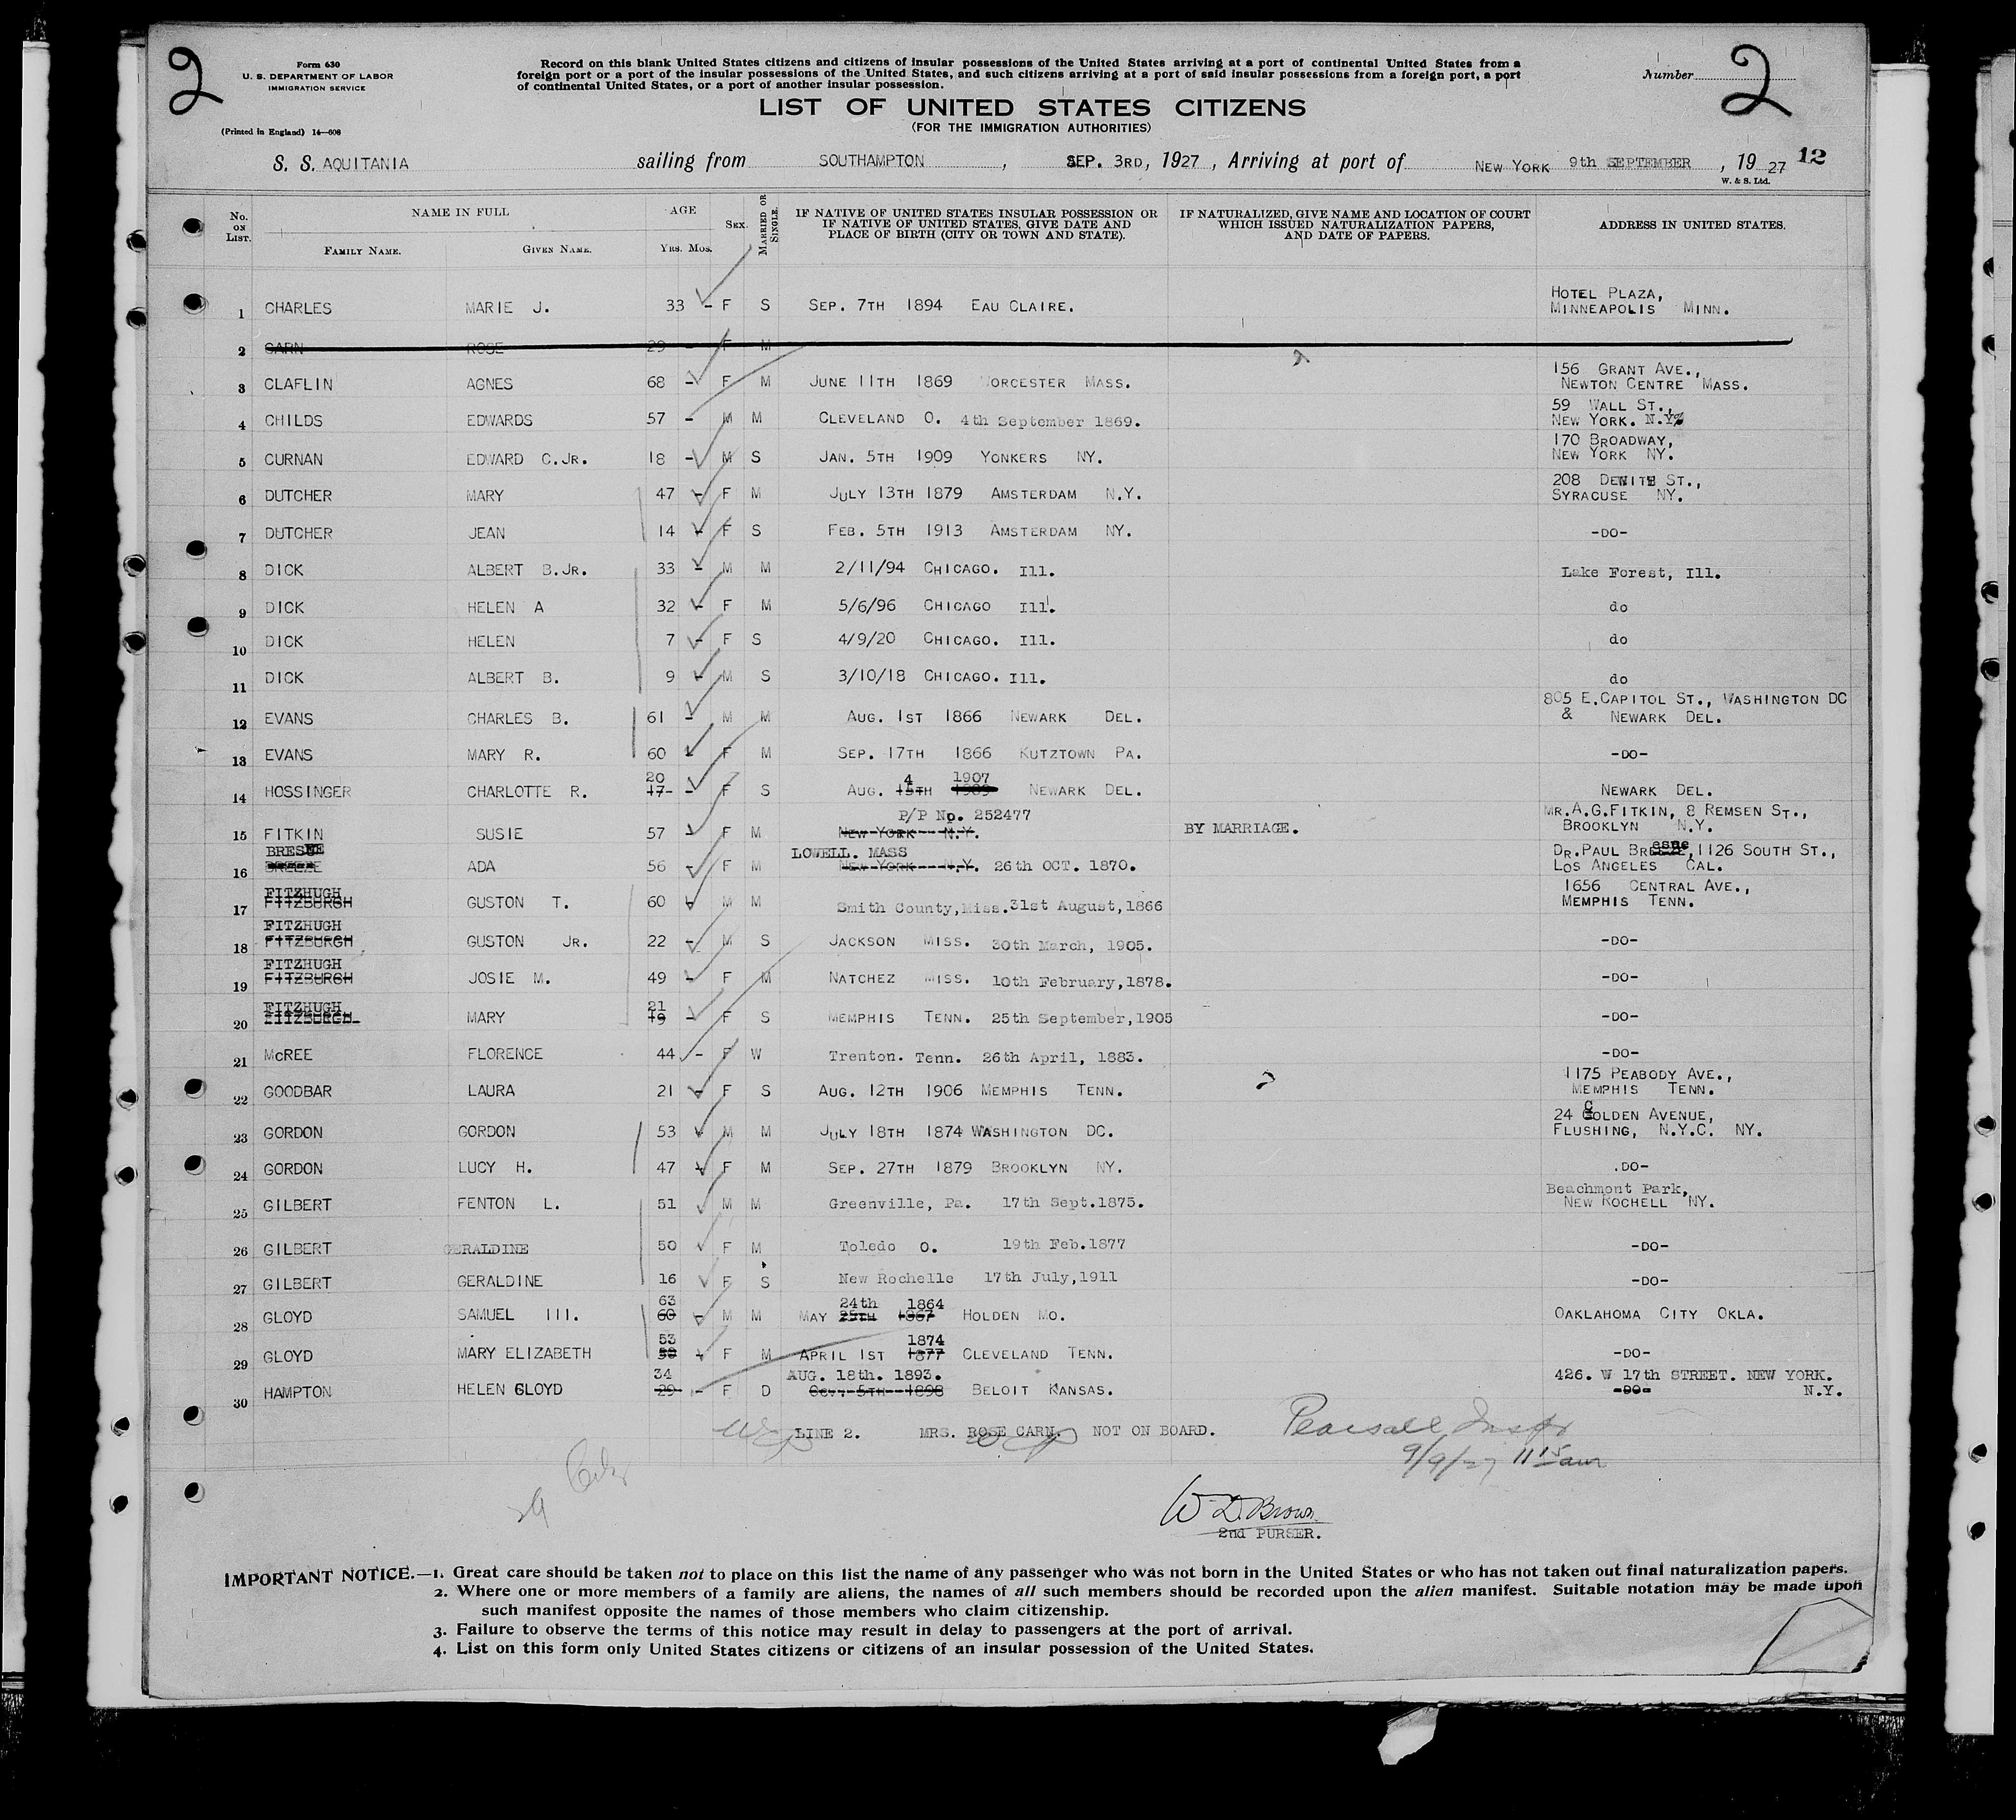 2
2
Form 630
U. S. DEPARTMENT OF LABOR
IMMIGRATION SERVICE
(Printed in England) 14—608
Record on this blank United States citizens and citizens of insular possessions of the United States arriving at a port of continental United States from a
foreign port or a port of the insular possessions of the United States, and such citizens arriving at a port of said insular possessions from a foreign port, a port
of continental United States, or a port of another insular possession.
Number
LIST OF UNITED STATES CITIZENS
(FOR THE IMMIGRATION AUTHORITIES)
S. S. AQUITANIA sailing from SOUTHAMPTON , SEP. 3RD, 1927 , Arriving at port of NEW YORK 9th SEPTEMBER , 19 27 12
W. & S. Ltd.
No. ON LIST. NAME IN FULL AGE SEX. MARRIED OR SINGLE. IF NATIVE OF UNITED STATES INSULAR POSSESSION OR IF NATIVE OF UNITED STATES, GIVE DATE AND PLACE OF BIRTH (CITY OR TOWN AND STATE). IF NATURALIZED, GIVE NAME AND LOCATION OF COURT WHICH ISSUED NATURALIZATION PAPERS, AND DATE OF PAPERS. ADDRESS IN UNITED STATES.
FAMILY NAME. GIVEN NAME. YRS. MOS.
1 CHARLES MARIE J. 33 - F S SEP. 7TH 1894 EAU CLAIRE. HOTEL PLAZA, MINNEAPOLIS MINN.
2 CARN ROSE 29 - F M
3 CLAFLIN AGNES 68 - F M JUNE 11TH 1869 WORCESTER MASS. 156 GRANT AVE., NEWTON CENTRE MASS.
4 CHILDS EDWARDS 57 - M M CLEVELAND O. 4th September 1869. 59 WALL ST., NEW YORK. N.Y.
5 CURNAN EDWARD C.JR. 18 - M S JAN. 5TH 1909 YONKERS NY. 170 BROADWAY, NEW YORK NY.
6 DUTCHER MARY 47 - F M JULY 13TH 1879 AMSTERDAM N.Y. 208 DEWITH ST., SYRACUSE NY.
7 DUTCHER JEAN 14 - F S FEB. 5TH 1913 AMSTERDAM NY. -DO-
8 DICK ALBERT B.JR. 33 - M M 2/11/94 CHICAGO. Ill. Lake Forest, Ill.
9 DICK HELEN A 32 - F M 5/6/96 CHICAGO Ill. do
10 DICK HELEN 7 - F S 4/9/20 CHICAGO. Ill. do
11 DICK ALBERT B. 9 - M S 3/10/18 CHICAGO. Ill. do
12 EVANS CHARLES B. 61 - M M AUG. 1ST 1866 NEWARK DEL. 805 E.CAPITOL ST., WASHINGTON DC & NEWARK DEL.
13 EVANS MARY R. 60 - F M SEP. 17TH 1866 KUTZTOWN PA. -DO-
20 4 1907
14 HOSSINGER CHARLOTTE R. 17- - F S AUG. 15TH 1909 NEWARK DEL. NEWARK DEL.
P/P No. 252477
15 FITKIN SUSIE 57 - F M NEW YORK N.Y. BY MARRIAGE. MR.A.G.FITKIN, 8 REMSEN ST., BROOKLYN N.Y.
BRESEE LOWELL. MASS
16 BREEZE ADA 56 - F M NEW YORK N.Y. 26th OCT. 1870. DR.PAUL BRESEE, 1126 SOUTH ST., LOS ANGELES CAL.
FITZHUGH
17 FITZBURGH GUSTON T. 60 - M M Smith County, Miss. 31st August, 1866 1656 CENTRAL AVE., MEMPHIS TENN.
FITZHUGH
18 FITZBURGH GUSTON JR. 22 - M S JACKSON MISS. 30th March, 1905. -DO-
FITZHUGH
19 FITZBURGH JOSIE M. 49 - F M NATCHEZ MISS. 10th February, 1878. -DO-
FITZHUGH 21
20 FITZBURGH MARY 19 - F S MEMPHIS TENN. 25th September, 1905 -DO-
21 McREE FLORENCE 44 - F W Trenton. Tenn. 26th April, 1883. -DO-
22 GOODBAR LAURA 21 - F S AUG. 12TH 1906 MEMPHIS TENN. 1175 PEABODY AVE., MEMPHIS TENN.
23 GORDON GORDON 53 - M M JULY 18TH 1874 WASHINGTON DC. 24 COLDEN AVENUE, FLUSHING, N.Y.C. NY.
24 GORDON LUCY H. 47 - F M SEP. 27TH 1879 BROOKLYN NY. .DO-
25 GILBERT FENTON L. 51 M M Greenville, Pa. 17th Sept.1875. Beachmont Park, NEW ROCHELL NY.
26 GILBERT GERALDINE 50 F M Toledo O. 19th Feb.1877 -DO-
27 GILBERT GERALDINE 16 F S New Rochelle 17th July, 1911 -DO-
63 24th 1864
28 GLOYD SAMUEL III. 60 - M M MAY 25TH 1867 HOLDEN MO. OAKLAHOMA CITY OKLA.
53 1874
29 GLOYD MARY ELIZABETH 50 - F M APRIL 1ST 1877 CLEVELAND TENN. -DO-
34 AUG. 18th. 1893.
30 HAMPTON HELEN GLOYD 29 - F D Oct. 5TH 1898 BELOIT KANSAS. 426. W 17th STREET. NEW YORK. N.Y. -DO-
LINE 2. MRS. ROSE CARN. NOT ON BOARD.
Pearsall Inspr
9/9/27 11 15 am
29
W D Brown
2nd PURSER.
IMPORTANT NOTICE.—1. Great care should be taken not to place on this list the name of any passenger who was not born in the United States or who has not taken out final naturalization papers.
2. Where one or more members of a family are aliens, the names of all such members should be recorded upon the alien manifest. Suitable notation may be made upon
such manifest opposite the names of those members who claim citizenship.
3. Failure to observe the terms of this notice may result in delay to passengers at the port of arrival.
4. List on this form only United States citizens or citizens of an insular possession of the United States.